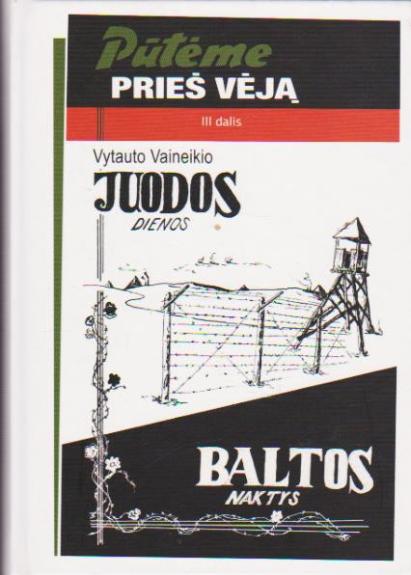 Pūtėme
PRIEŠ VĖJĄ
III dalis
Vytauto Vaineikio
JUODOS
DIENOS
BALTOS
NAKTYS